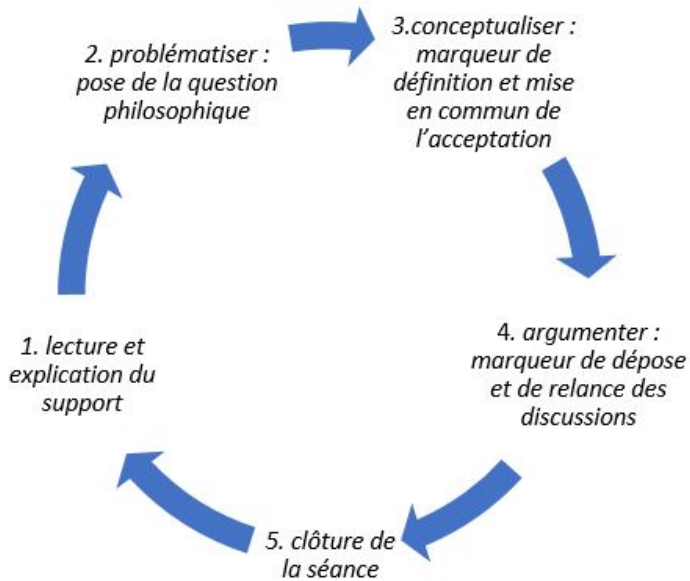 1. lecture et
explication du
support
2. problématiser :
pose de la question
philosophique
3.conceptualiser :
marqueur de
définition et mise
en commun de
l’acceptation
4. argumenter :
marqueur de dépose
et de relance des
discussions
5. clôture de
la séance